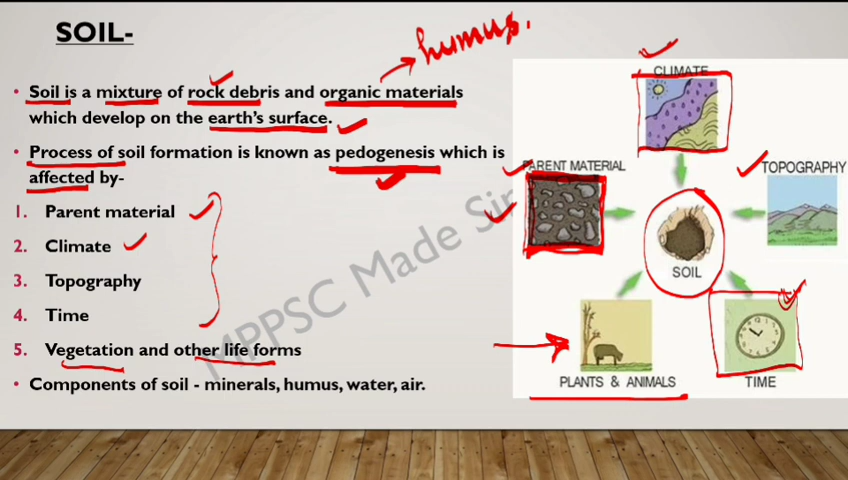 SOIL-
humus.
• Soil is a mixture of rock debris and organic materials
which develop on the earth's surface.
• Process of soil formation is known as pedogenesis which is
affected by-
1. Parent material
2. Climate
3. Topography
4. Time
5. Vegetation and other life forms
• Components of soil - minerals, humus, water, air.
CLIMATE
PARENT MATERIAL
TOPOGRAPHY
SOIL
PLANTS & ANIMALS
TIME
MPPSC Made Sim